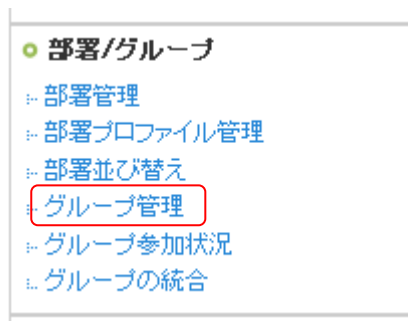 部署/グループ
部署管理
部署プロファイル管理
部署並び替え
グループ管理
グループ参加状況
グループの統合